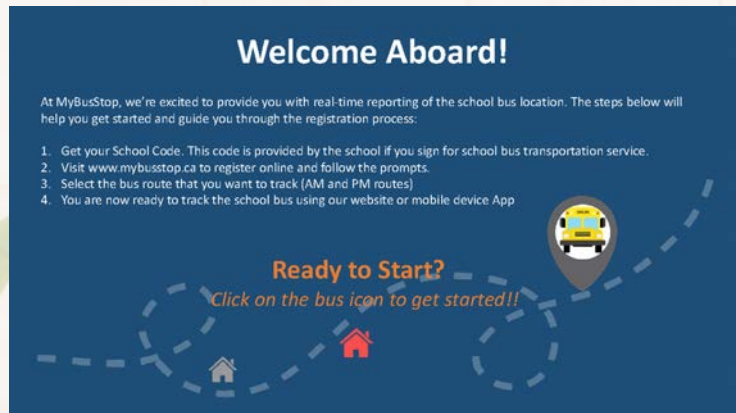 Welcome Aboard!
At MyBusStop, we're excited to provide you with real-time reporting of the school bus location. The steps below will
help you get started and guide you through the registration process:
1. Get your School Code. This code is provided by the school if you sign for school bus transportation service.
2. Visit www.mybusstop.ca to register online and follow the prompts.
3. Select the bus route that you want to track (AM and PM routes)
4. You are now ready to track the school bus using our website or mobile device App
Ready to Start?
Click on the bus icon to get started!!